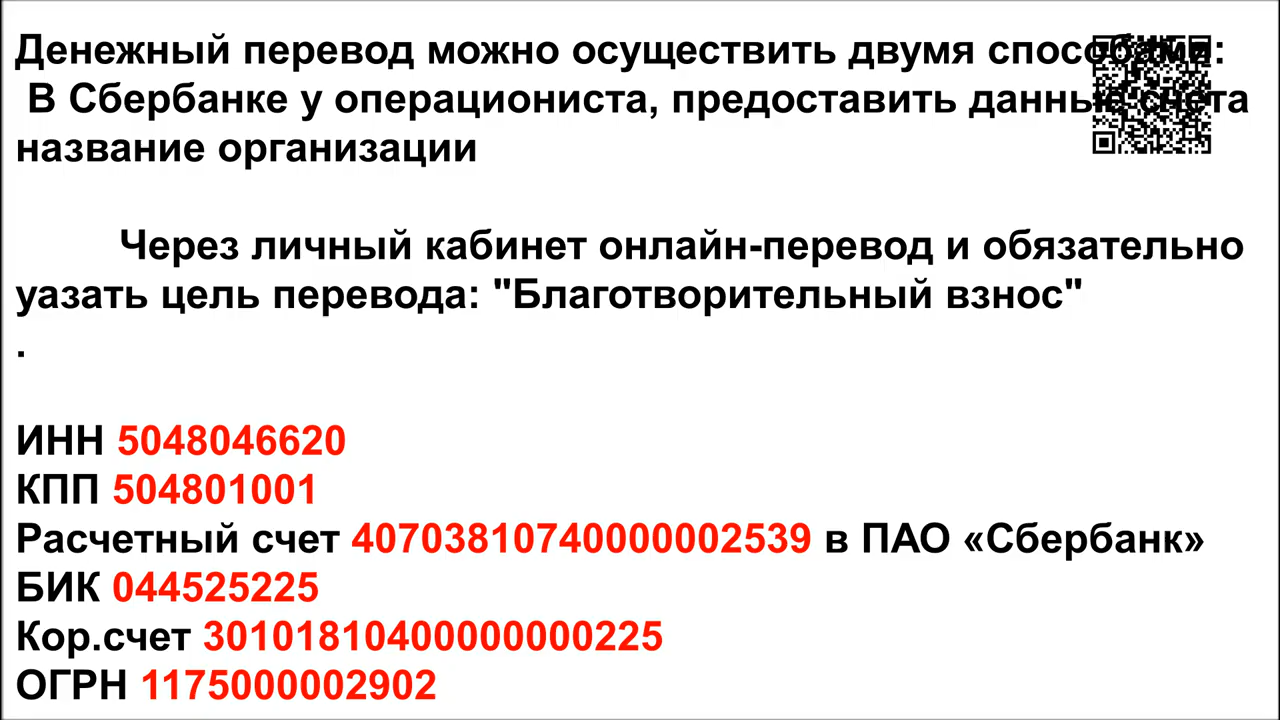 Денежный перевод можно осуществить двумя способами:
В Сбербанке у операциониста, предоставить данные счета
название организации
Через личный кабинет онлайн-перевод и обязательно
уазать цель перевода: "Благотворительный взнос"
.
ИНН 5048046620
КПП 504801001
Расчетный счет 40703810740000002539 в ПАО «Сбербанк»
БИК 044525225
Кор.счет 30101810400000000225
ОГРН 1175000002902